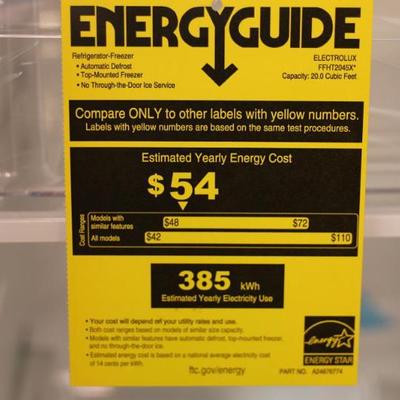 ENERGYGUIDE
Refrigerator-Freezer
• Automatic Defrost
• Top-Mounted Freezer
• No Through-the-Door Ice Service
ELECTROLUX
FFHT2045X*
Capacity: 20.0 Cubic Feet
Compare ONLY to other labels with yellow numbers.
Labels with yellow numbers are based on the same test procedures.
Estimated Yearly Energy Cost
$54
Cost Ranges
Models with
similar features
$48
$72
All models
$42
$110
385 kWh
Estimated Yearly Electricity Use
• Your cost will depend on your utility rates and use.
• Both cost ranges based on models of similar size capacity.
• Models with similar features have automatic defrost, top-mounted freezer,
and no through-the-door ice.
• Estimated energy cost is based on a national average electricity cost
of 14 cents per kWh.
ftc.gov/energy
energy
ENERGY STAR
PART NO. A24676774